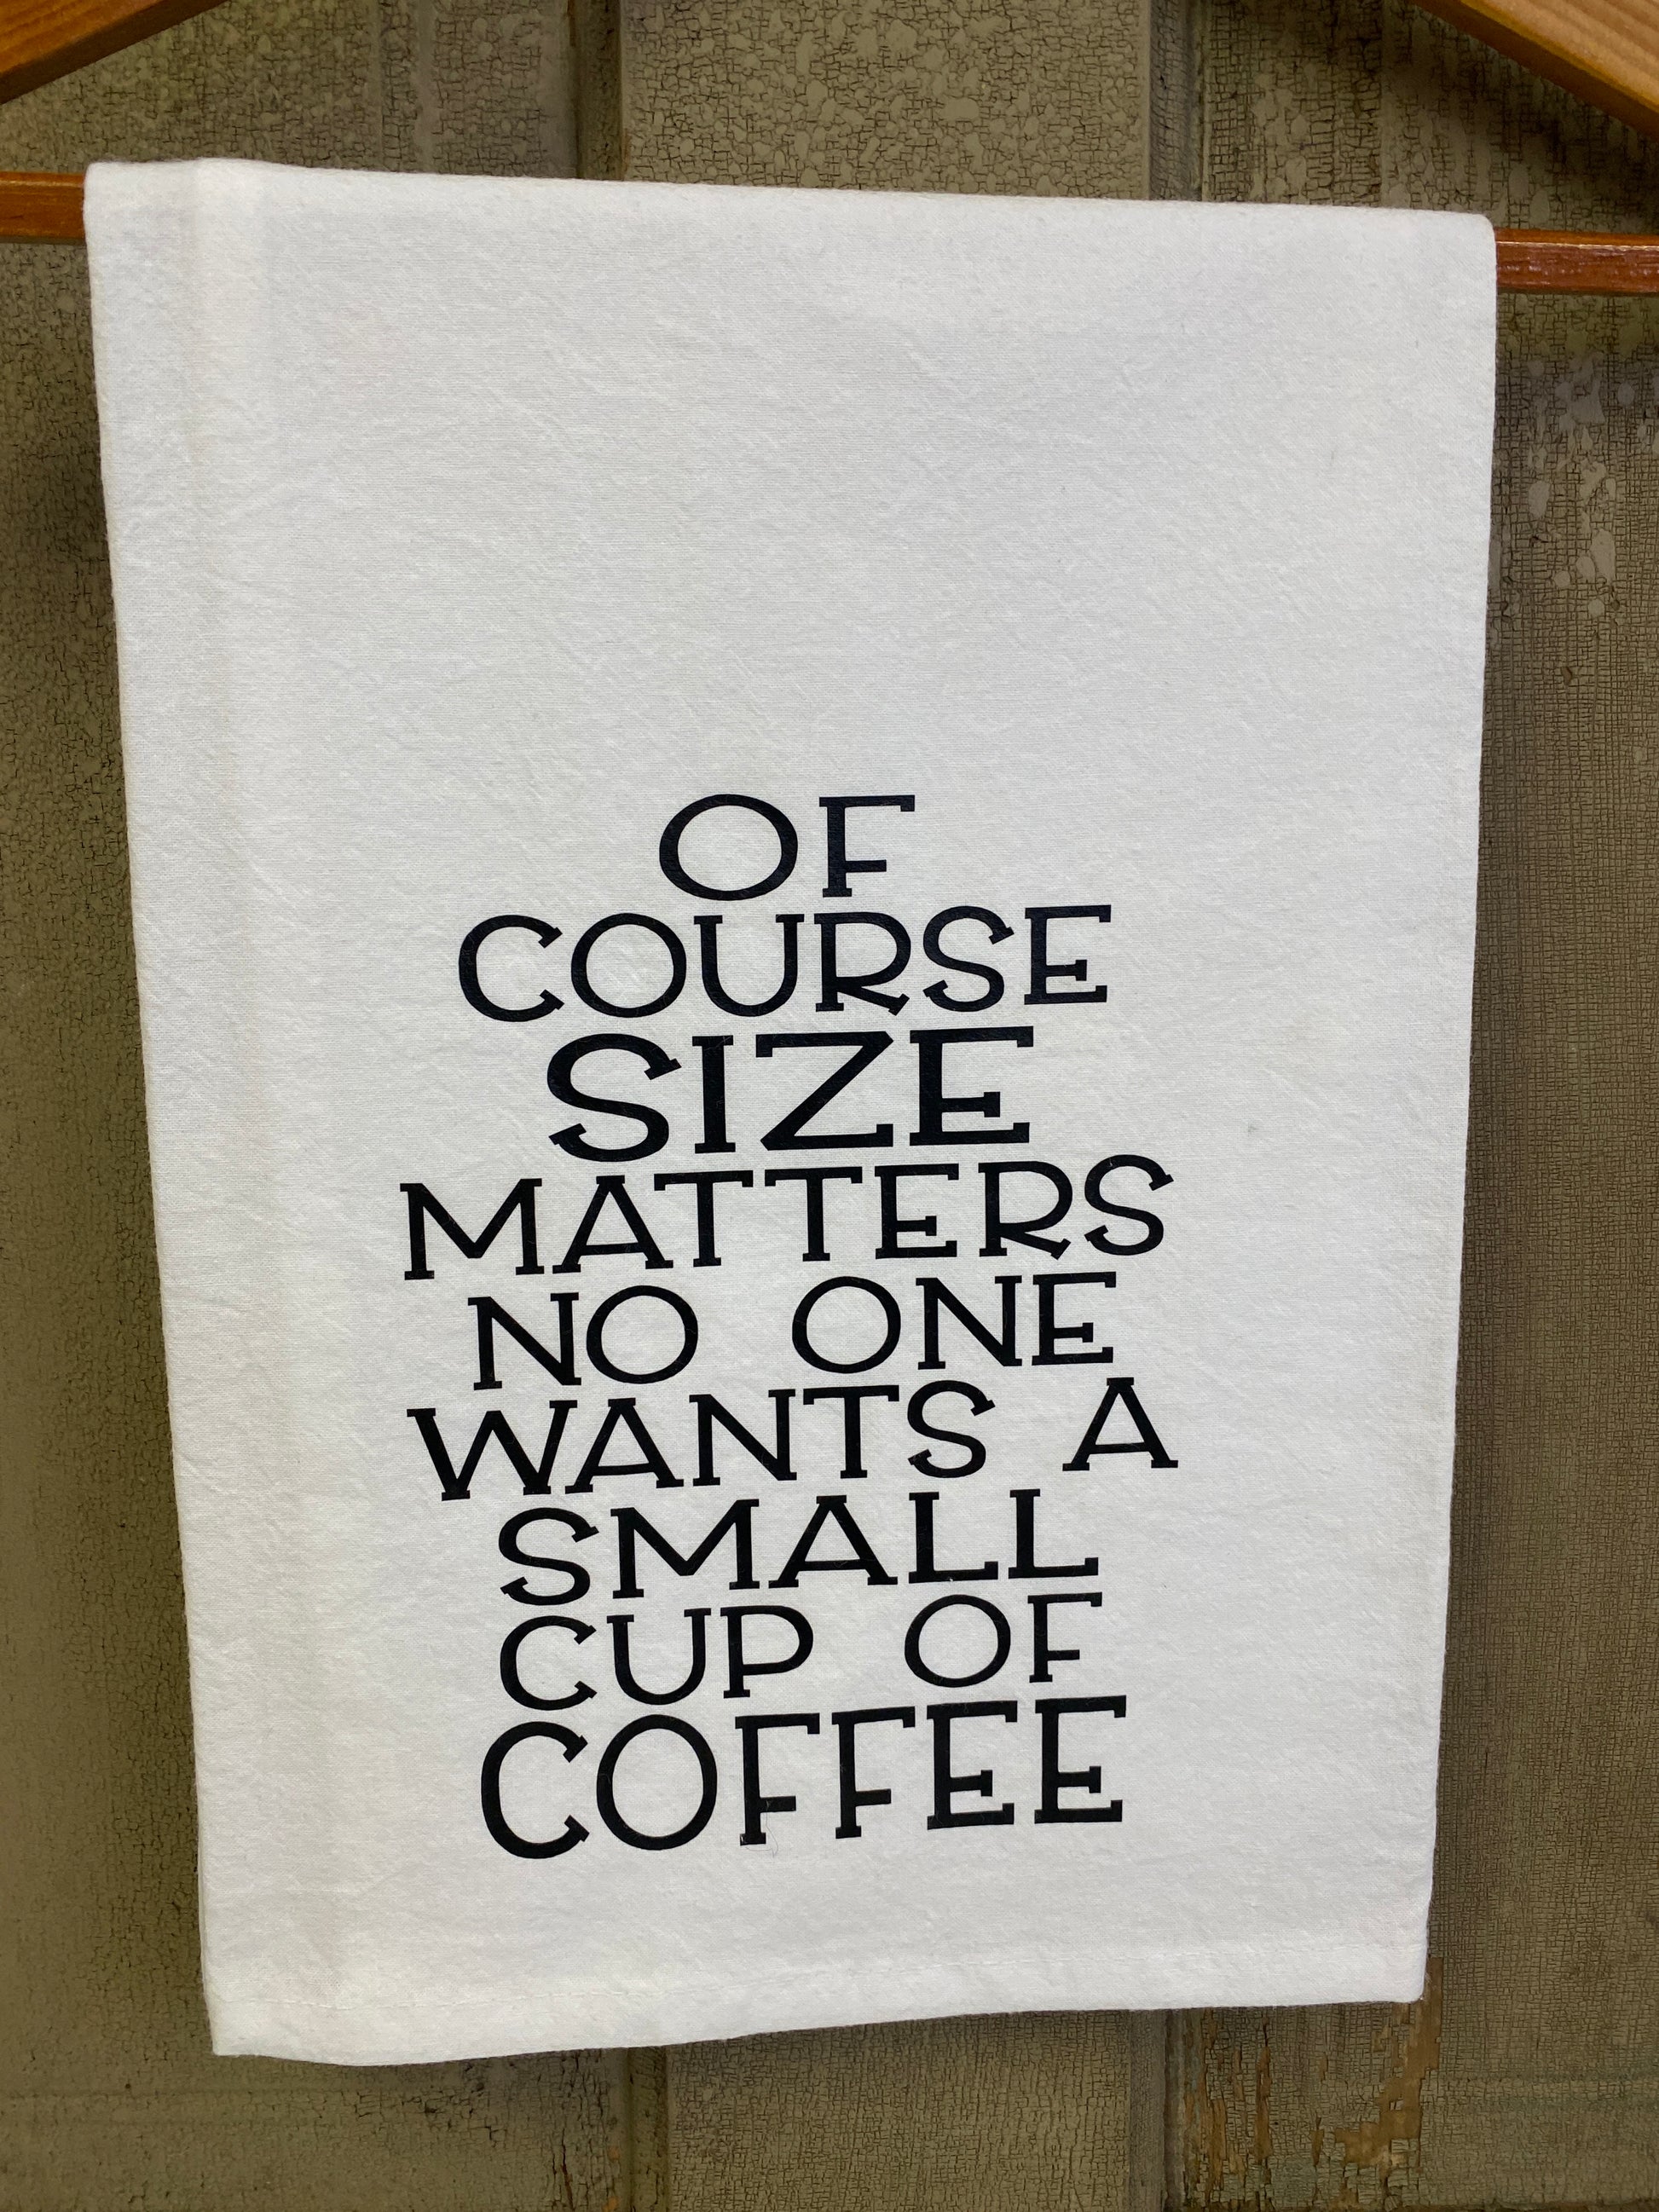 OF
COURSE
SIZE
MATTERS
NO ONE
WANTS A
SMALL
CUP OF
COFFEE